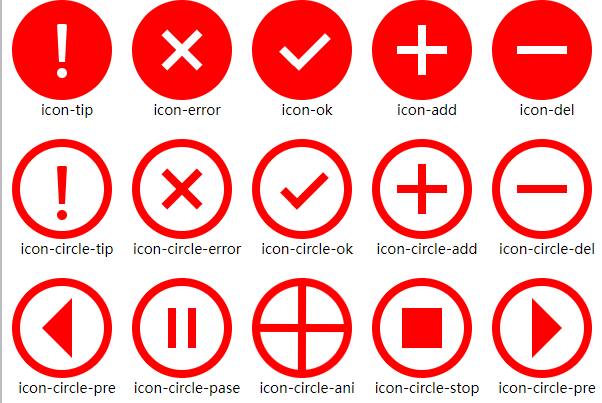 icon-tip
icon-error
icon-ok
icon-add
icon-del
icon-circle-tip
icon-circle-error
icon-circle-ok
icon-circle-add
icon-circle-del
icon-circle-pre
icon-circle-pase
icon-circle-ani
icon-circle-stop
icon-circle-pre